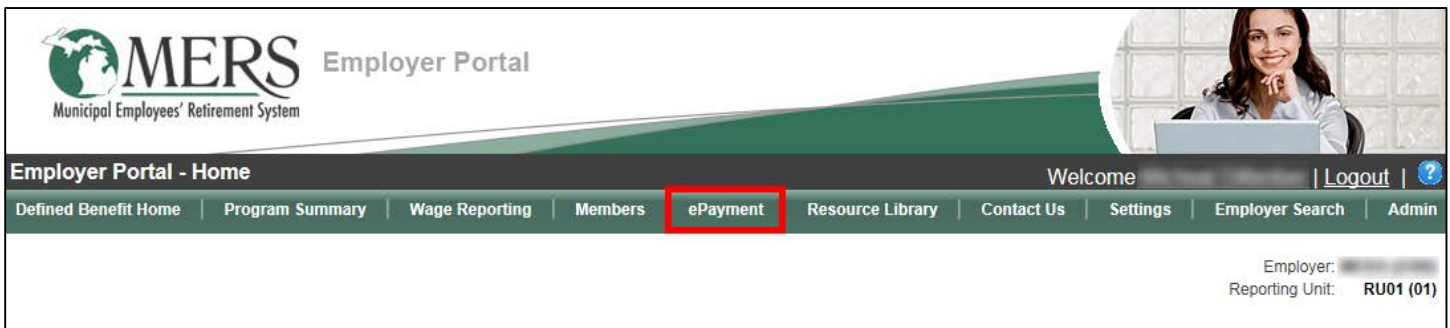 MERS
Municipal Employees' Retirement System
Employer Portal
Employer Portal - Home
Welcome | Logout | ?
Defined Benefit Home | Program Summary | Wage Reporting | Members | ePayment | Resource Library | Contact Us | Settings | Employer Search | Admin
Employer:
Reporting Unit: RU01 (01)